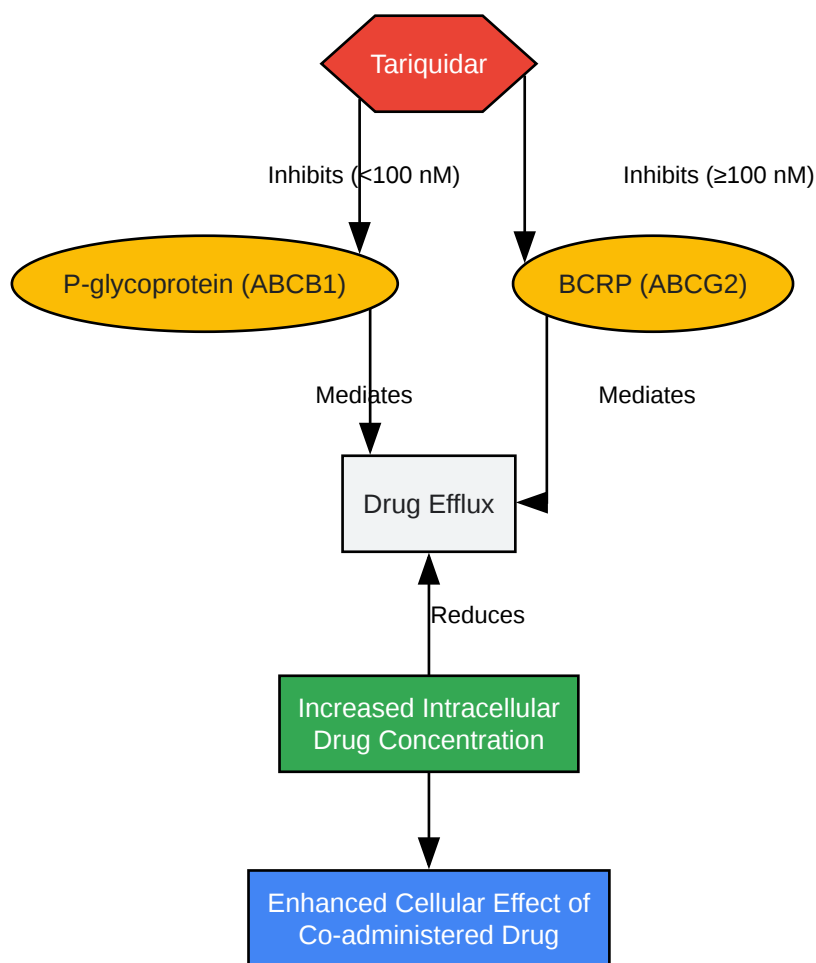 Tariquidar
Inhibits (<100 nM)
Inhibits (≥100 nM)
P-glycoprotein (ABCB1)
BCRP (ABCG2)
Mediates
Mediates
Drug Efflux
Reduces
Increased Intracellular
Drug Concentration
Enhanced Cellular Effect of
Co-administered Drug